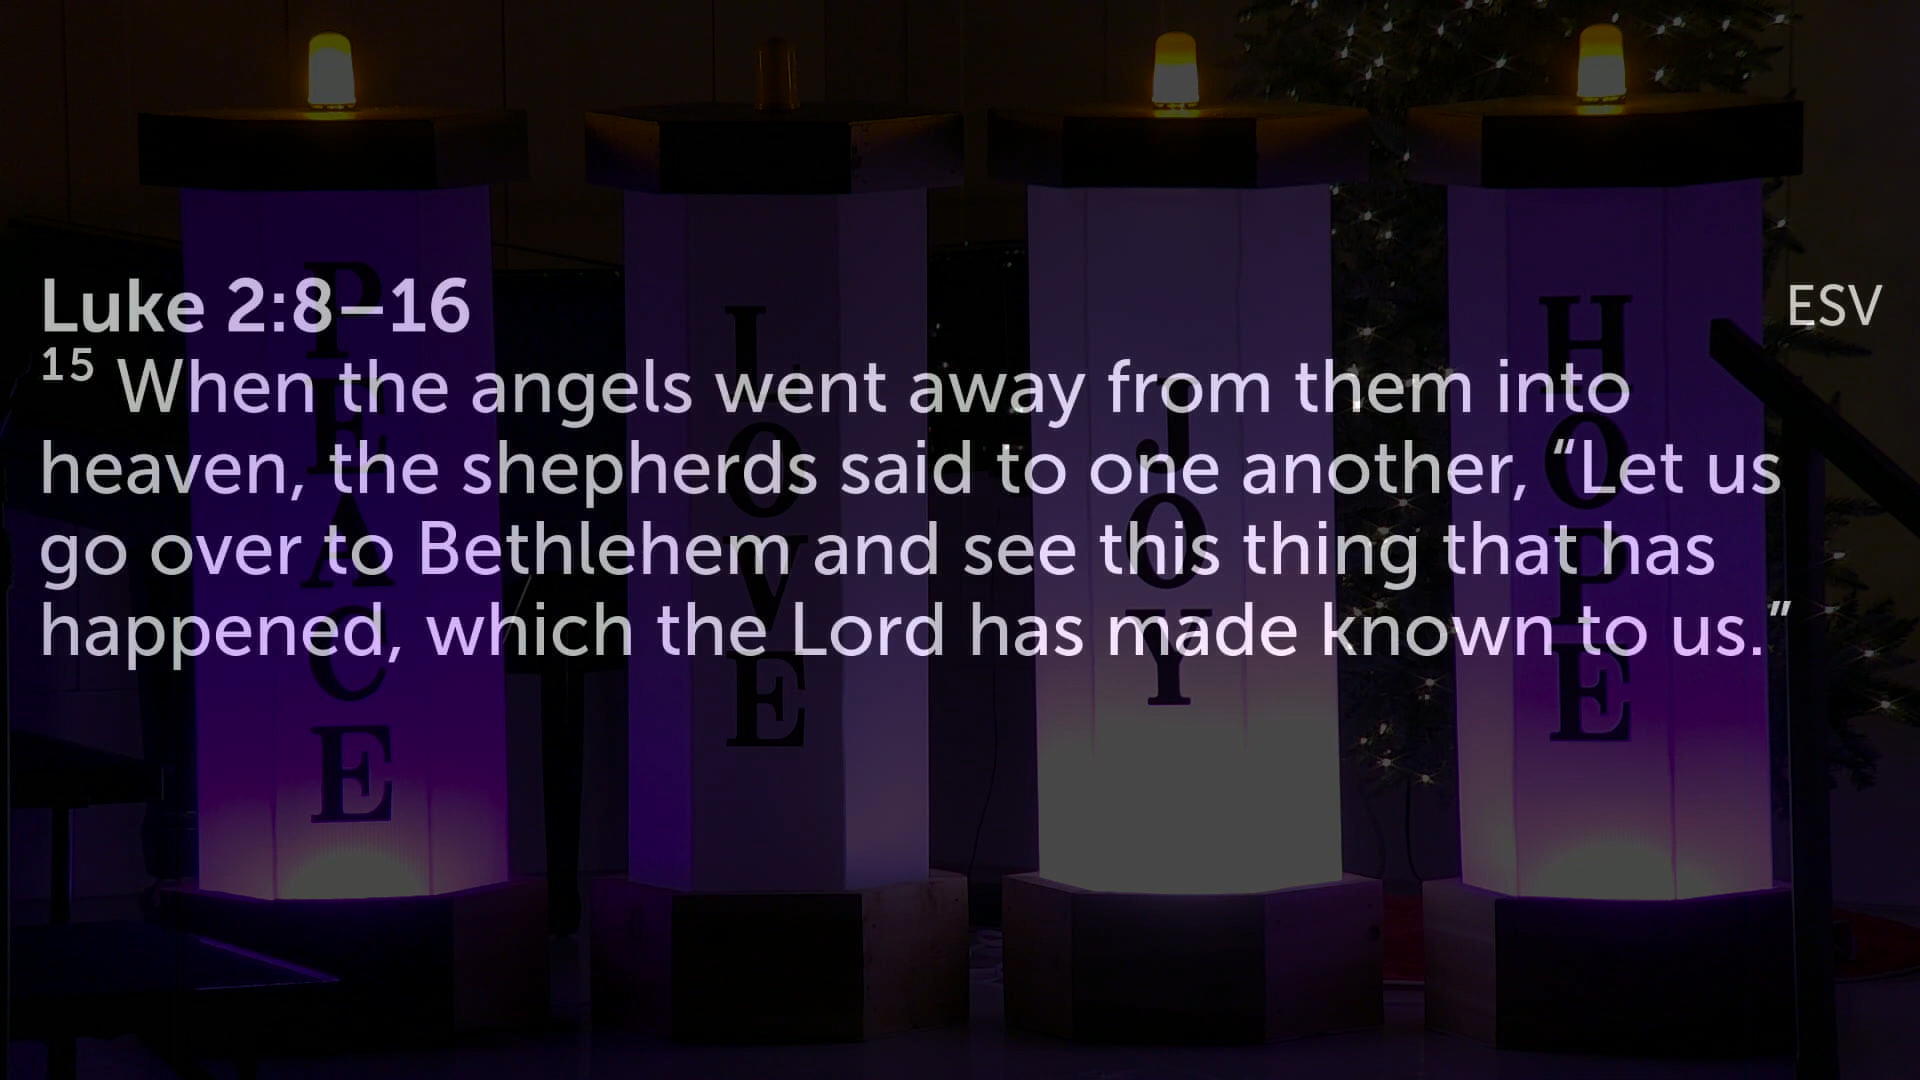 Luke 2:8–16
ESV
15 When the angels went away from them into
heaven, the shepherds said to one another, “Let us
go over to Bethlehem and see this thing that has
happened, which the Lord has made known to us.”
PEACE
LOVE
JOY
HOPE